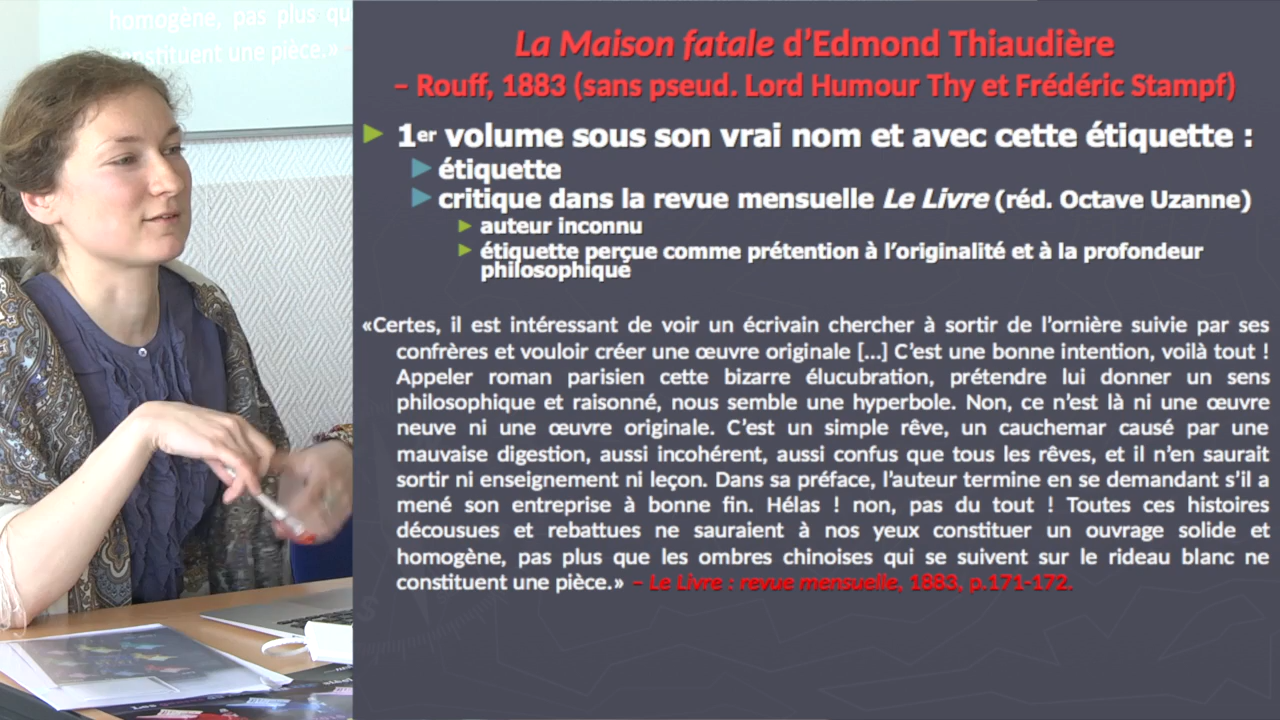 homogène, pas plus qu
nstituent une pièce.»
La Maison fatale d’Edmond Thiaudière
– Rouff, 1883 (sans pseud. Lord Humour Thy et Frédéric Stampf)
1er volume sous son vrai nom et avec cette étiquette :
étiquette
critique dans la revue mensuelle Le Livre (réd. Octave Uzanne)
auteur inconnu
étiquette perçue comme prétention à l’originalité et à la profondeur
philosophique
«Certes, il est intéressant de voir un écrivain chercher à sortir de l’ornière suivie par ses
confrères et vouloir créer une œuvre originale [...] C’est une bonne intention, voilà tout !
Appeler roman parisien cette bizarre élucubration, prétendre lui donner un sens
philosophique et raisonné, nous semble une hyperbole. Non, ce n’est là ni une œuvre
neuve ni une œuvre originale. C’est un simple rêve, un cauchemar causé par une
mauvaise digestion, aussi incohérent, aussi confus que tous les rêves, et il n’en saurait
sortir ni enseignement ni leçon. Dans sa préface, l’auteur termine en se demandant s’il a
mené son entreprise à bonne fin. Hélas ! non, pas du tout ! Toutes ces histoires
décousues et rebattues ne sauraient à nos yeux constituer un ouvrage solide et
homogène, pas plus que les ombres chinoises qui se suivent sur le rideau blanc ne
constituent une pièce.» – Le Livre : revue mensuelle, 1883, p.171-172.